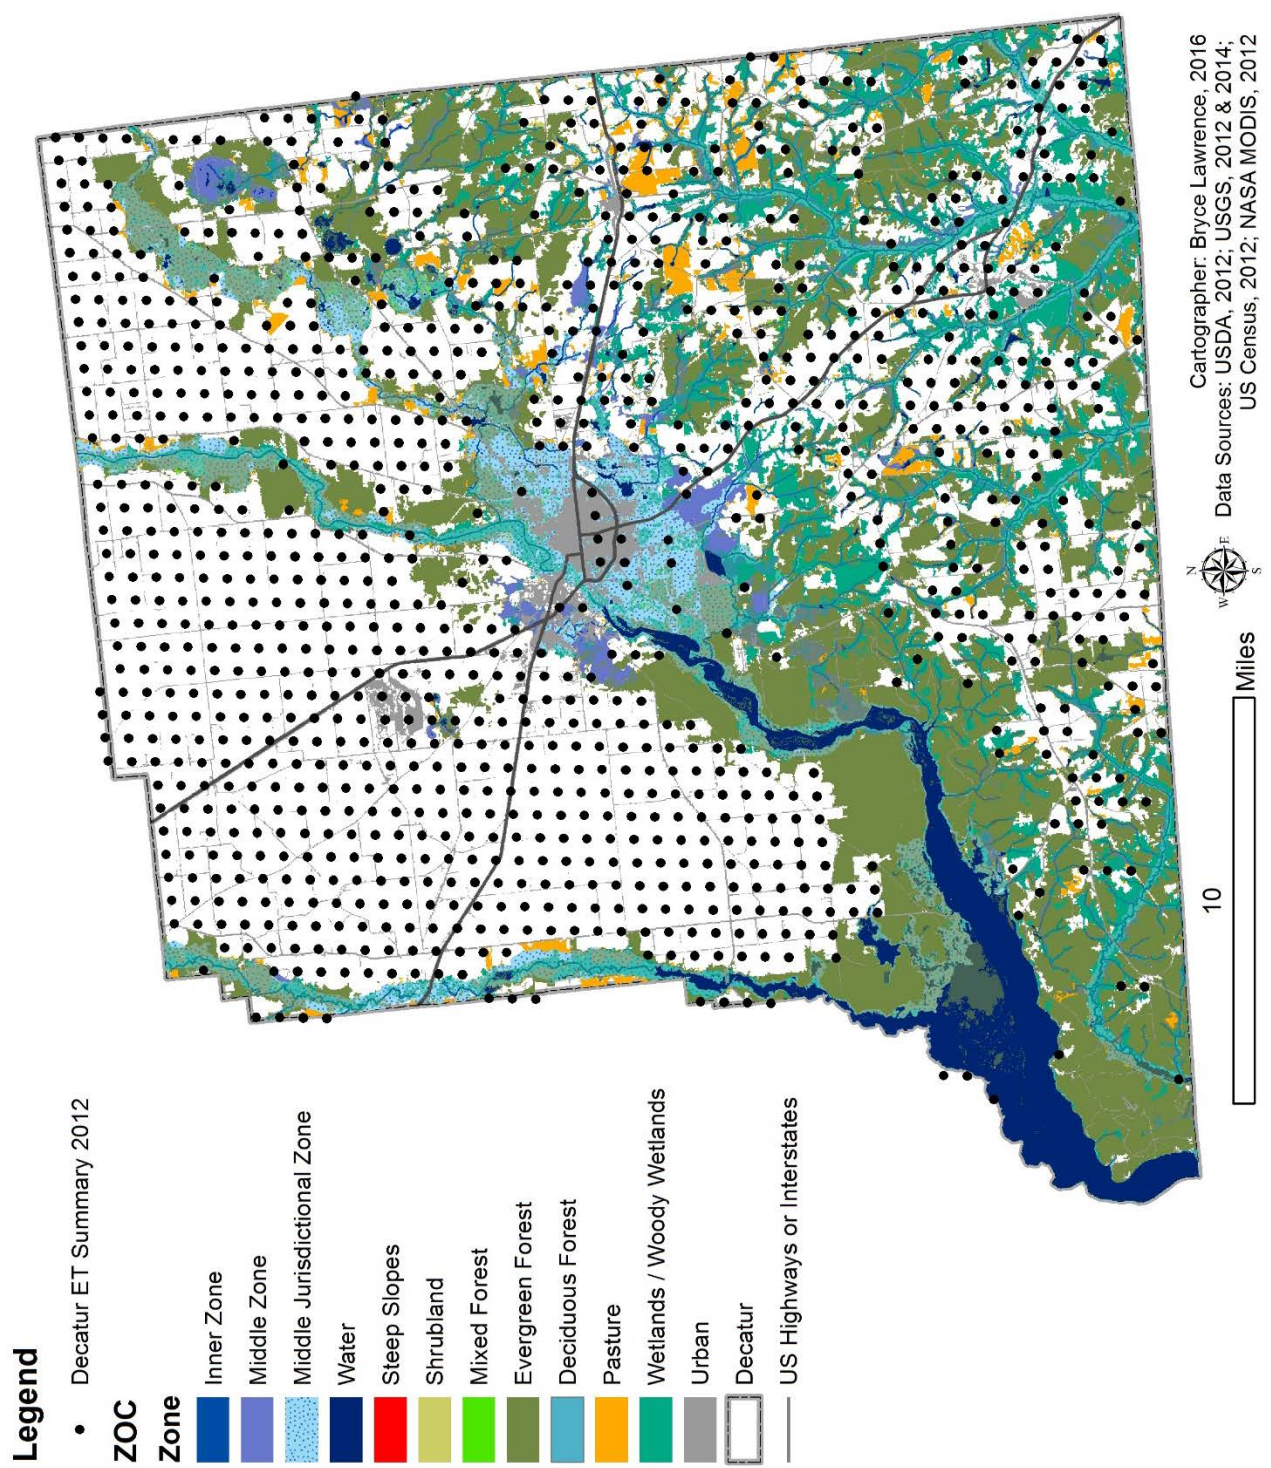 Legend
Decatur ET Summary 2012
ZOC
Zone
Inner Zone
Middle Zone
Middle Jurisdictional Zone
Water
Steep Slopes
Shrubland
Mixed Forest
Evergreen Forest
Deciduous Forest
Pasture
Wetlands / Woody Wetlands
Urban
Decatur
US Highways or Interstates
10
Miles
N
W
E
S
Cartographer: Bryce Lawrence, 2016
Data Sources: USDA, 2012; USGS, 2012 & 2014;
US Census, 2012; NASA MODIS, 2012